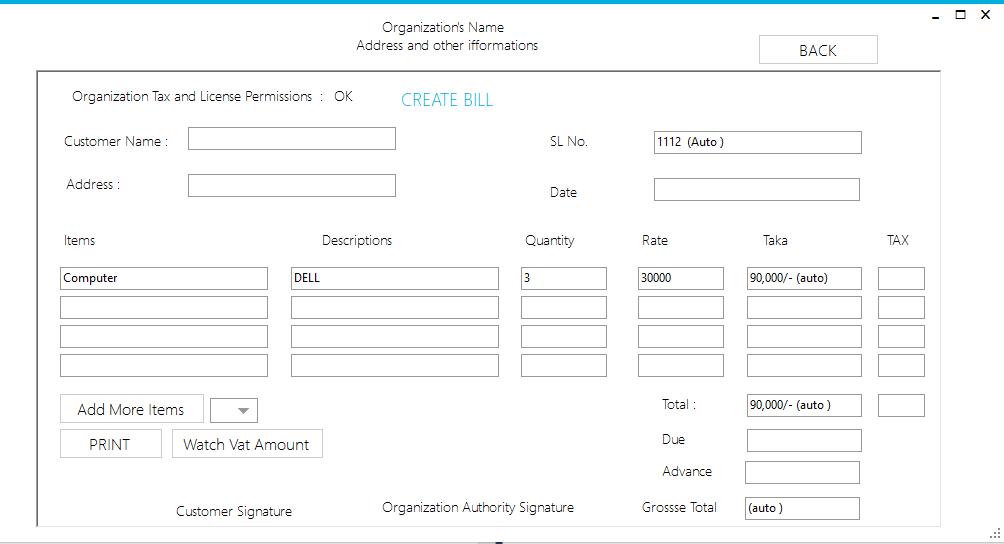 Organization's Name
Address and other ifformations
BACK
Organization Tax and License Permissions : OK
CREATE BILL
Customer Name :
SL No.
1112 (Auto )
Address :
Date
Items Descriptions Quantity Rate Taka TAX
Computer DELL 3 30000 90,000/- (auto)
Add More Items
Total : 90,000/- (auto )
PRINT
Watch Vat Amount
Due
Advance
Customer Signature
Organization Authority Signature
Grossse Total (auto )